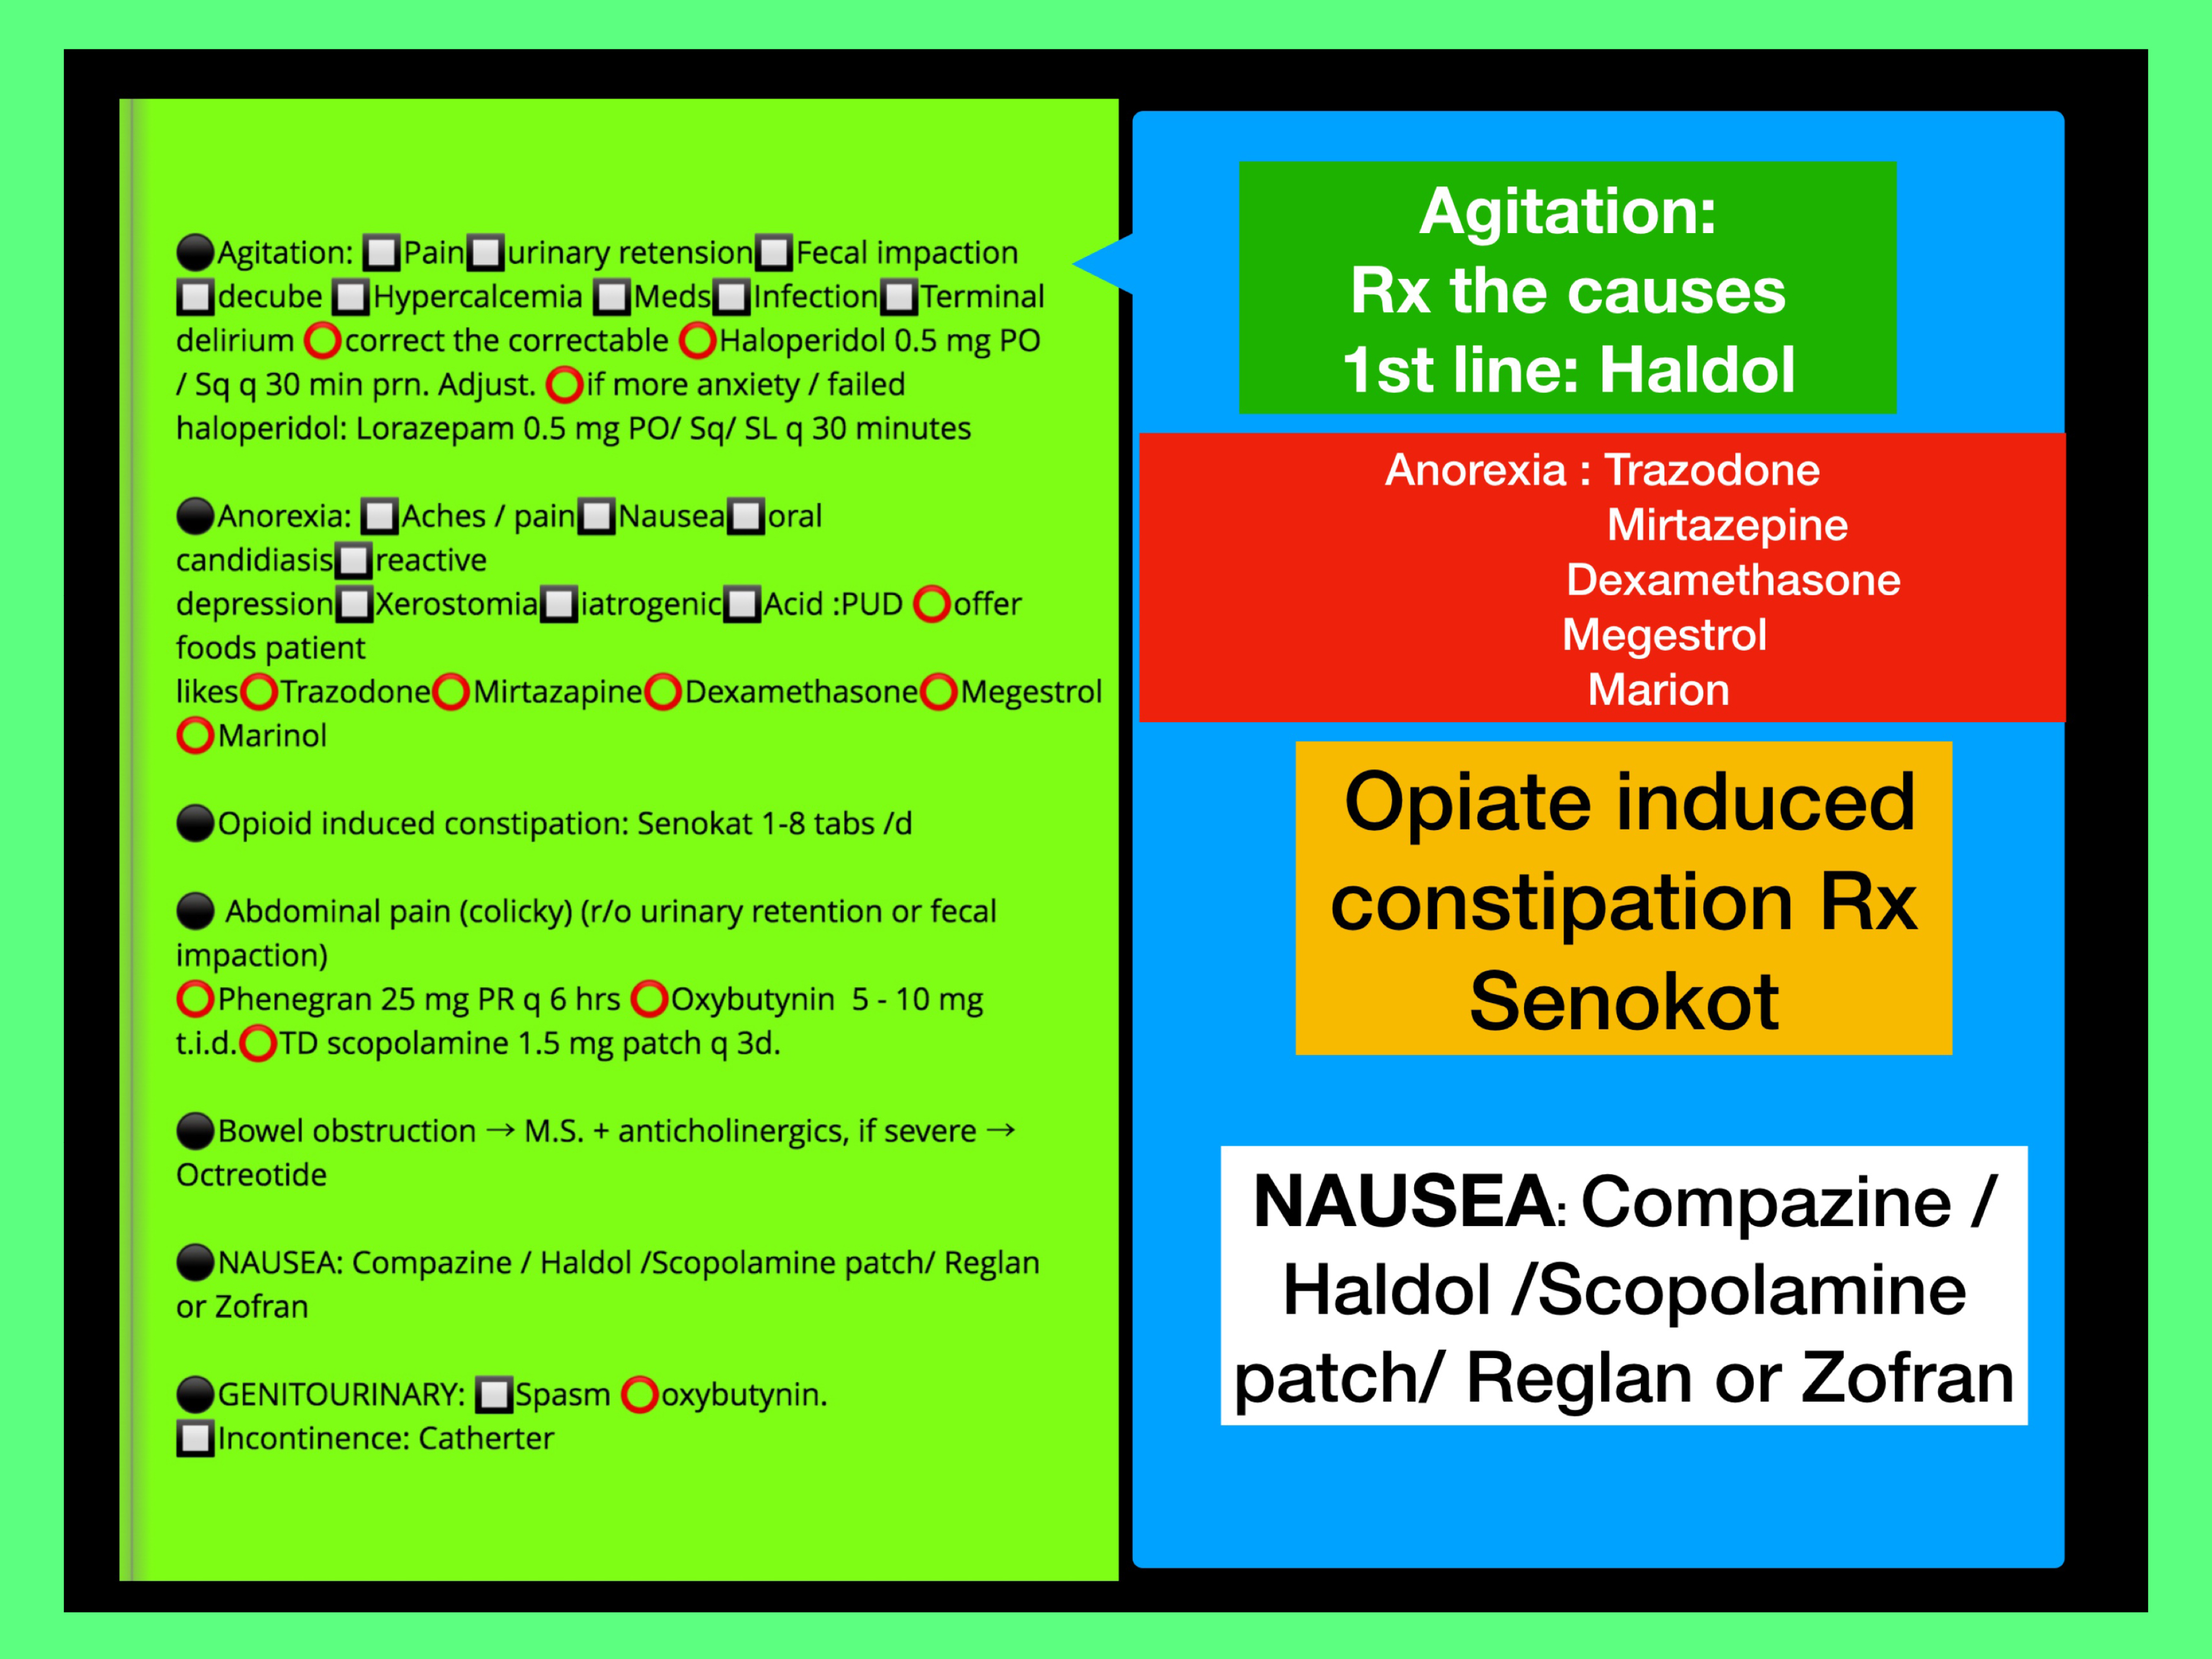 ⚫Agitation: 🔲Pain🔲urinary retension🔲Fecal impaction
🔲decube 🔲Hypercalcemia 🔲Meds🔲Infection🔲Terminal
delirium ⭕correct the correctable ⭕Haloperidol 0.5 mg PO
/ Sq q 30 min prn. Adjust. ⭕if more anxiety / failed
haloperidol: Lorazepam 0.5 mg PO/ Sq/ SL q 30 minutes
⚫Anorexia: 🔲Aches / pain🔲Nausea🔲oral
candidiasis🔲reactive
depression🔲Xerostomia🔲iatrogenic🔲Acid :PUD ⭕offer
foods patient
likes⭕Trazodone⭕Mirtazapine⭕Dexamethasone⭕Megestrol
⭕Marinol
⚫Opioid induced constipation: Senokat 1-8 tabs /d
⚫ Abdominal pain (colicky) (r/o urinary retention or fecal
impaction)
⭕Phenegran 25 mg PR q 6 hrs ⭕Oxybutynin 5 - 10 mg
t.i.d.⭕TD scopolamine 1.5 mg patch q 3d.
⚫Bowel obstruction → M.S. + anticholinergics, if severe →
Octreotide
⚫NAUSEA: Compazine / Haldol /Scopolamine patch/ Reglan
or Zofran
⚫GENITOURINARY: 🔲Spasm ⭕oxybutynin.
🔲Incontinence: Catherter
Agitation:
Rx the causes
1st line: Haldol
Anorexia : Trazodone
Mirtazepine
Dexamethasone
Megestrol
Marion
Opiate induced
constipation Rx
Senokot
NAUSEA: Compazine /
Haldol /Scopolamine
patch/ Reglan or Zofran